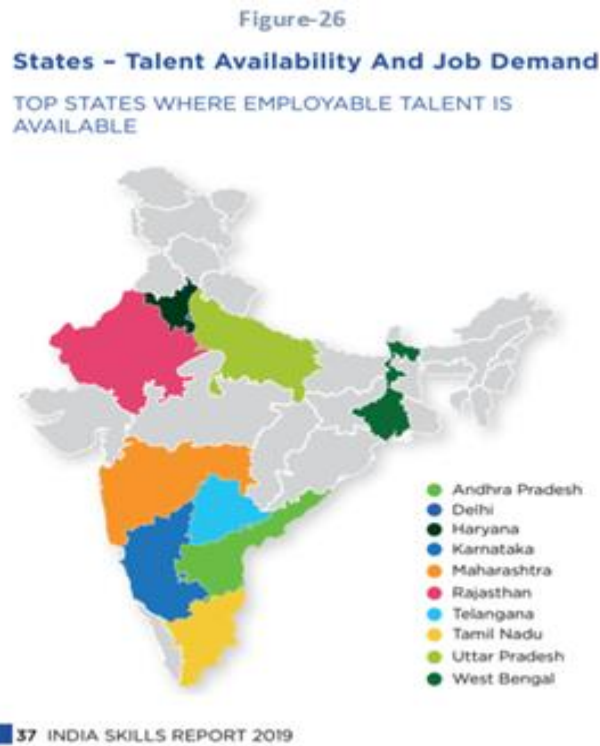 Figure-26
States – Talent Availability And Job Demand
TOP STATES WHERE EMPLOYABLE TALENT IS
AVAILABLE
Andhra Pradesh
Delhi
Haryana
Karnataka
Maharashtra
Rajasthan
Telangana
Tamil Nadu
Uttar Pradesh
West Bengal
37 INDIA SKILLS REPORT 2019